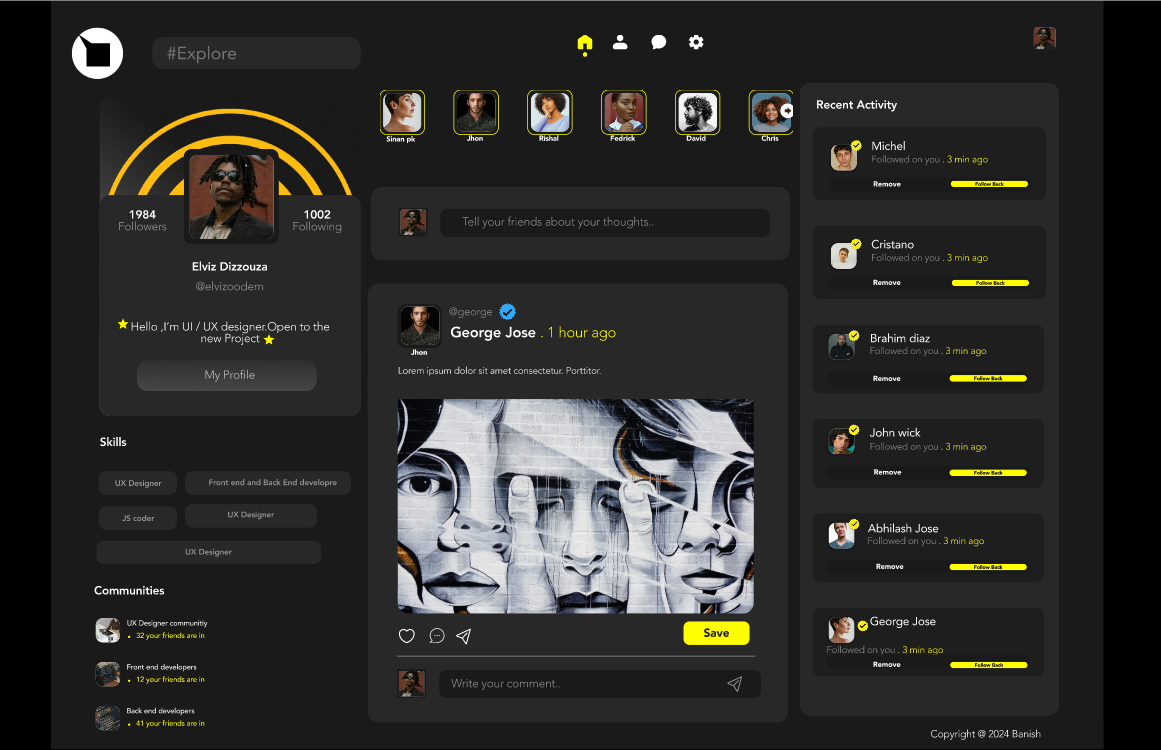 #Explore
Sinan pk
Jhon
Rishal
Fedrick
David
Chris
1984
Followers
1002
Following
Elviz Dizzouza
@elvizoodem
Hello ,I'm UI / UX designer.Open to the
new Project
My Profile
Skills
UX Designer
Front end and Back End developre
JS coder
UX Designer
UX Designer
Communities
UX Designer communitiy
32 your friends are in
Front end developers
12 your friends are in
Back end developers
41 your friends are in
Tell your friends about your thoughts..
@george
George Jose . 1 hour ago
Jhon
Lorem ipsum dolor sit amet consectetur. Porttitor.
Save
Write your comment..
Recent Activity
Michel
Followed on you . 3 min ago
Remove
Follow Back
Cristano
Followed on you . 3 min ago
Remove
Follow Back
Brahim diaz
Followed on you . 3 min ago
Remove
Follow Back
John wick
Followed on you . 3 min ago
Remove
Follow Back
Abhilash Jose
Followed on you . 3 min ago
Remove
Follow Back
George Jose
Followed on you . 3 min ago
Remove
Follow Back
Copyright @ 2024 Banish